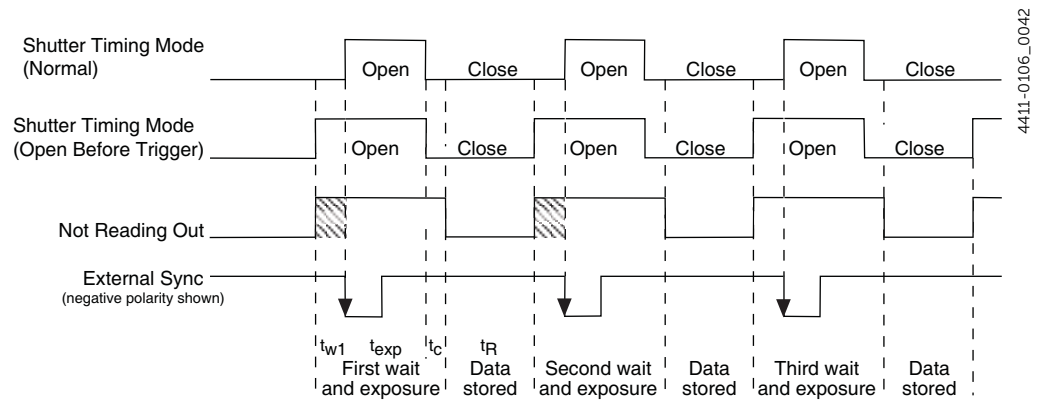 4411-0106_0042
Shutter Timing Mode
(Normal)
Open Close Open Close Open Close
Shutter Timing Mode
(Open Before Trigger)
Open Close Open Close Open Close
Not Reading Out
External Sync
(negative polarity shown)
tw1 texp tc tR
First wait and exposure
Data stored
Second wait and exposure
Data stored
Third wait and exposure
Data stored